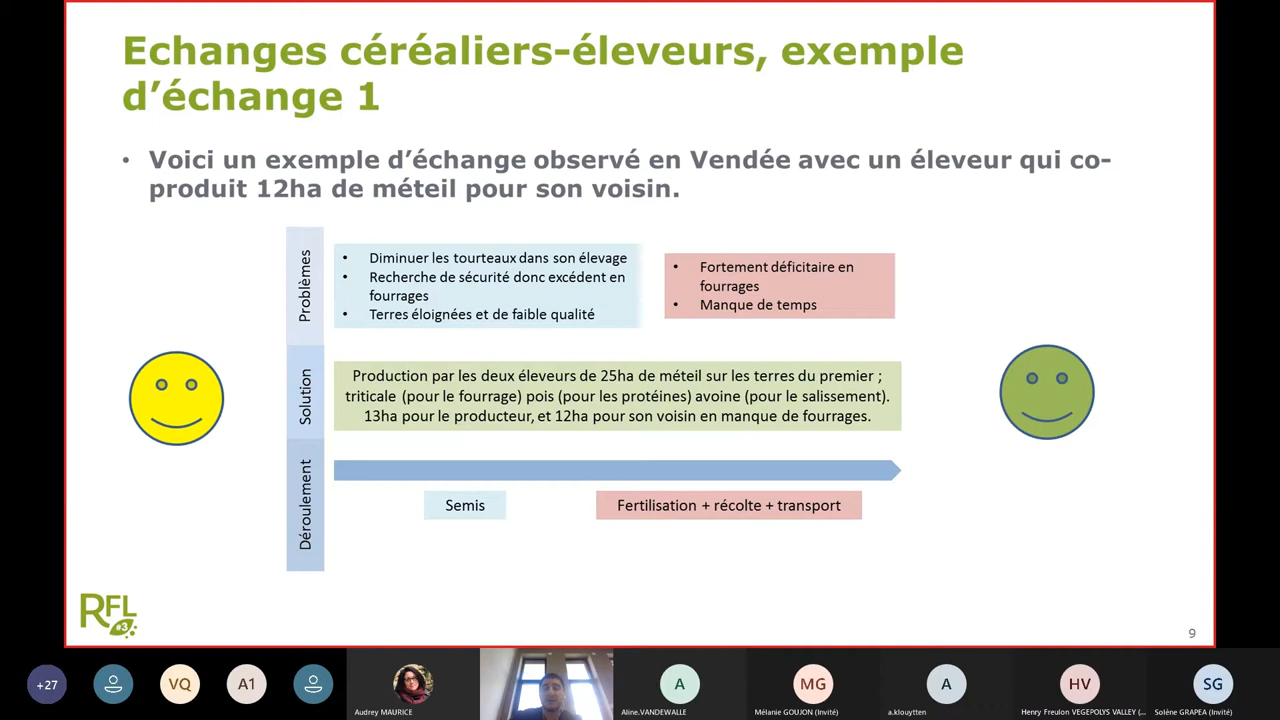 Echanges céréaliers-éleveurs, exemple
d’échange 1
• Voici un exemple d’échange observé en Vendée avec un éleveur qui co-
produit 12ha de méteil pour son voisin.
Problèmes
• Diminuer les tourteaux dans son élevage
• Recherche de sécurité donc excédent en
fourrages
• Terres éloignées et de faible qualité
• Fortement déficitaire en
fourrages
• Manque de temps
Solution
Production par les deux éleveurs de 25ha de méteil sur les terres du premier ;
triticale (pour le fourrage) pois (pour les protéines) avoine (pour le salissement).
13ha pour le producteur, et 12ha pour son voisin en manque de fourrages.
Déroulement
Semis
Fertilisation + récolte + transport
RFL
#3
9
+27
VQ
A1
Audrey MAURICE
A
Aline.VANDEWALLE
MG
Mélanie GOUJON (Invité)
A
a.klouytten
HV
Henry Freulon VEGEPOLYS VALLEY (...
SG
Solène GRAPEA (Invité)